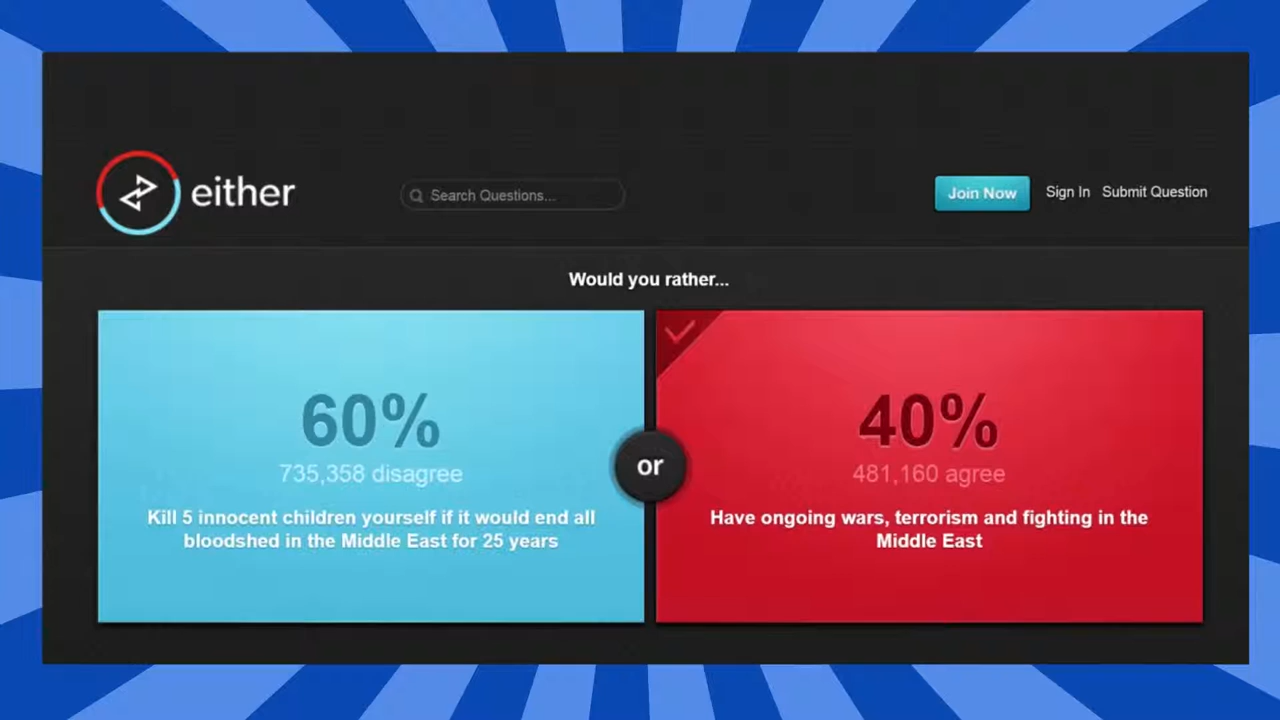 either
Search Questions...
Join Now
Sign In
Submit Question
Would you rather...
60%
735,358 disagree
Kill 5 innocent children yourself if it would end all
bloodshed in the Middle East for 25 years
or
40%
481,160 agree
Have ongoing wars, terrorism and fighting in the
Middle East